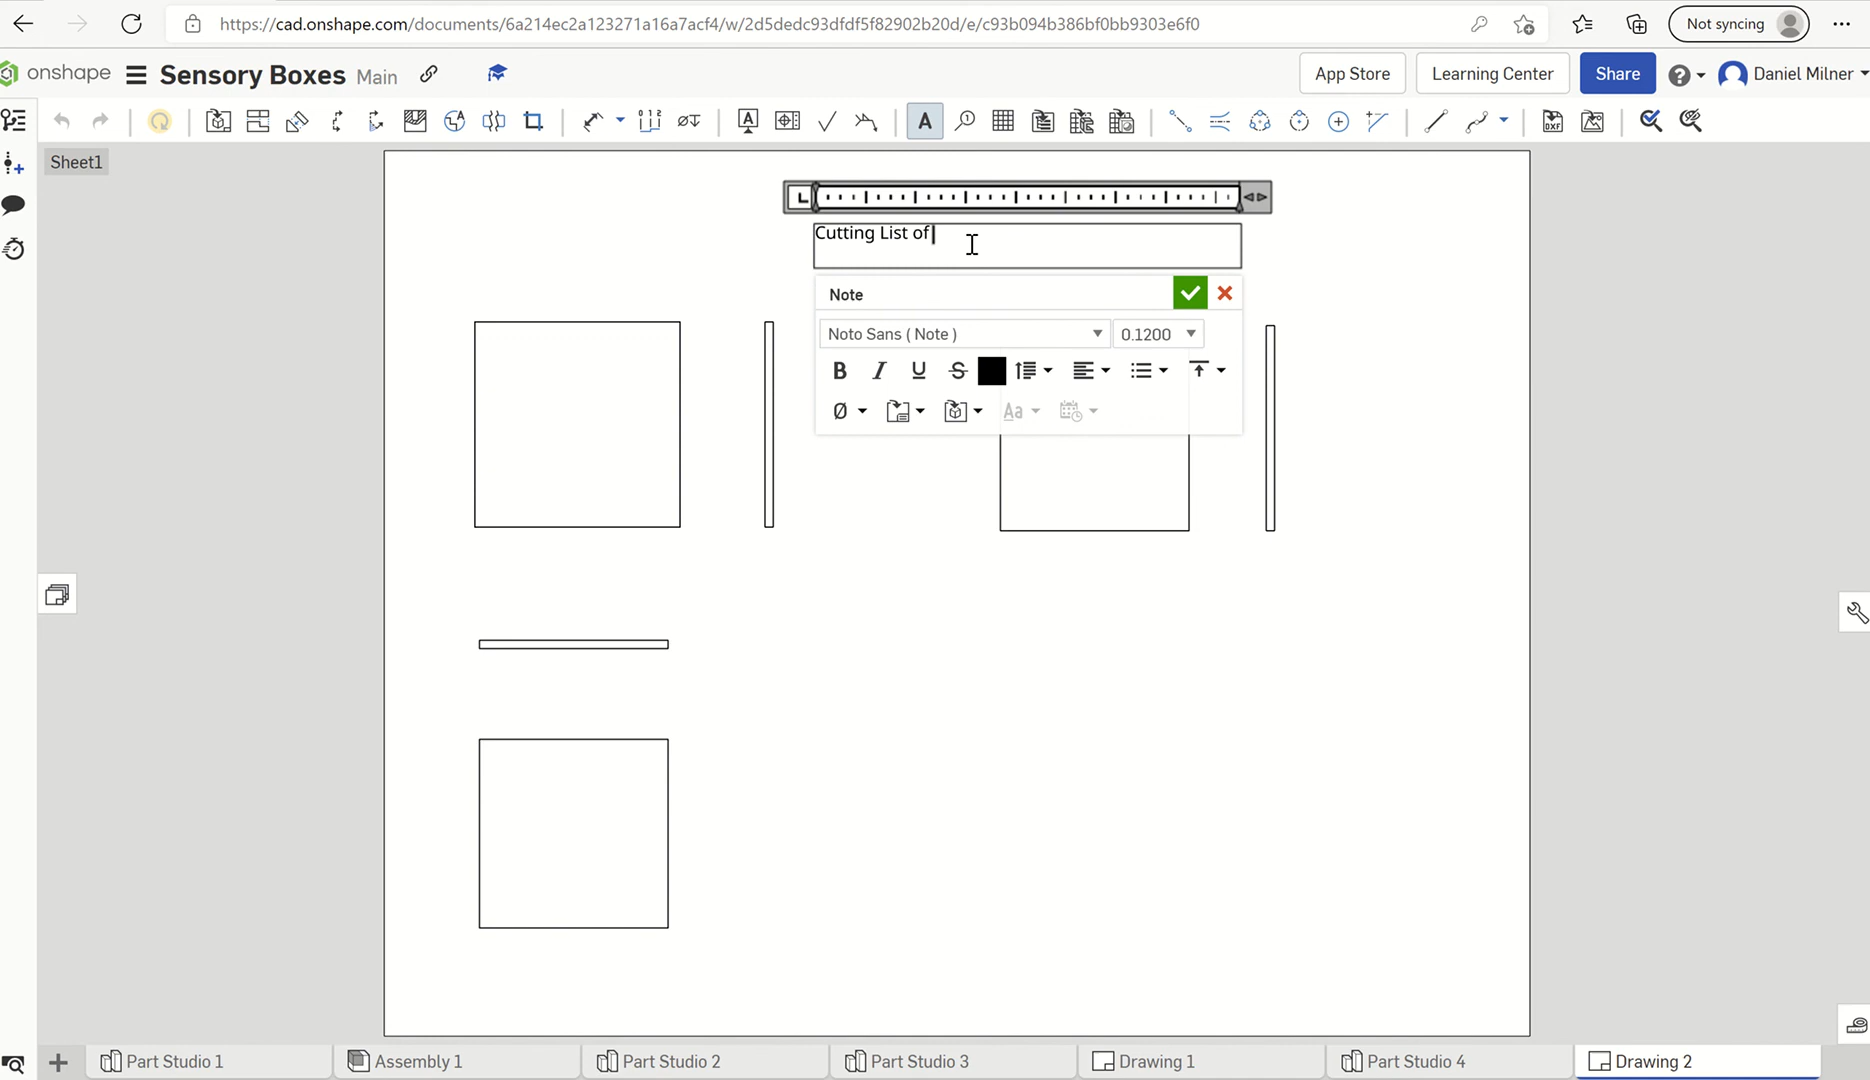 https://cad.onshape.com/documents/6a214ec2a123271a16a7acf4/w/2d5dedc93dfdf5f82902b20d/e/c93b094b386bf0bb9303e6f0
Not syncing
onshape
Sensory Boxes Main
App Store
Learning Center
Share
Daniel Milner
Sheet1
Cutting List of
Note
Noto Sans ( Note )
0.1200
B I U S
Aa
Part Studio 1
Assembly 1
Part Studio 2
Part Studio 3
Drawing 1
Part Studio 4
Drawing 2